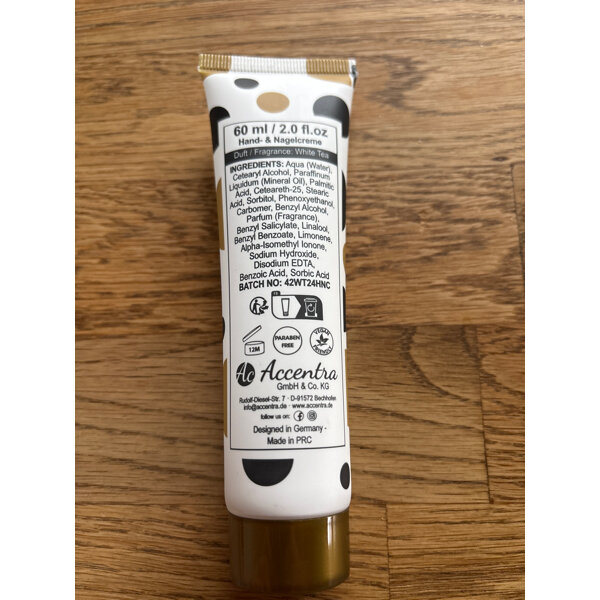 60 ml / 2.0 fl.oz
Hand- & Nagelcreme
Duft / Fragrance: White Tea
INGREDIENTS: Aqua (Water),
Cetearyl Alcohol, Paraffinum
Liquidum (Mineral Oil), Palmitic
Acid, Ceteareth-25, Stearic
Acid, Sorbitol, Phenoxyethanol,
Carbomer, Benzyl Alcohol,
Parfum (Fragrance),
Benzyl Salicylate, Linalool,
Benzyl Benzoate, Limonene,
Alpha-Isomethyl Ionone,
Sodium Hydroxide,
Disodium EDTA,
Benzoic Acid, Sorbic Acid
BATCH NO: 42WT24HNC
12M
PARABEN
FREE
VEGAN
FRIENDLY
Ac Accentra
GmbH & Co. KG
Rudolf-Diesel-Str. 7 · D-91572 Bechhofen
info@accentra.de · www.accentra.de
follow us on:
Designed in Germany -
Made in PRC